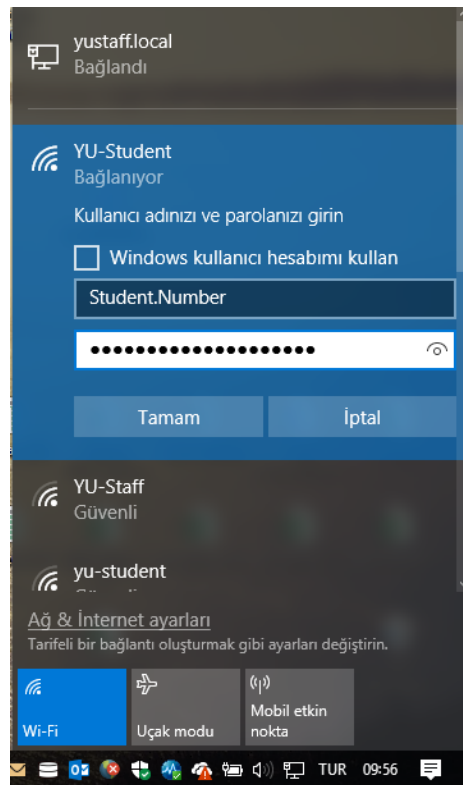 yustaff.local
Bağlandı
YU-Student
Bağlanıyor
Kullanıcı adınızı ve parolanızı girin
Windows kullanıcı hesabımı kullan
Student.Number
••••••••••••••••••••
Tamam
İptal
YU-Staff
Güvenli
yu-student
Ağ & İnternet ayarları
Tarifeli bir bağlantı oluşturmak gibi ayarları değiştirin.
Wi-Fi
Uçak modu
Mobil etkin
nokta
TUR 09:56